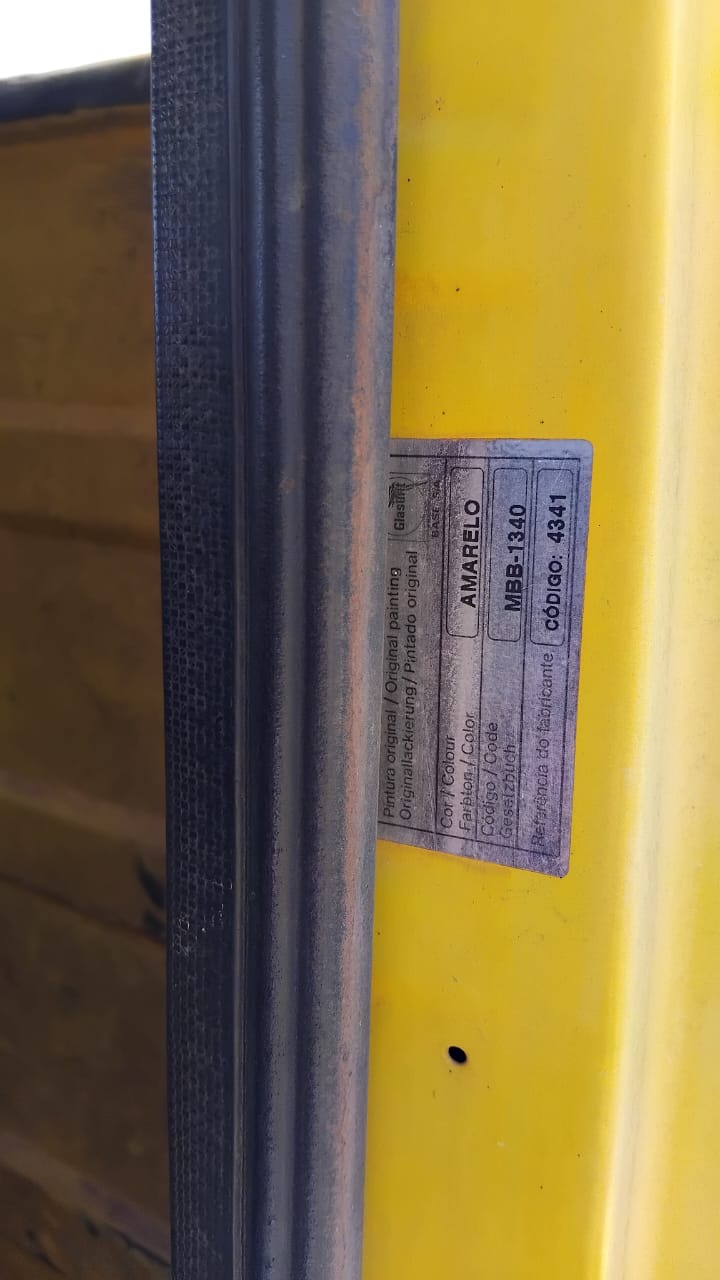 Pintura original / Original painting
Originallackierung / Pintado original
Glasurit
BASF S/A
Cor / Colour
Farbton / Color
AMARELO
Código / Code
Gesetzbuch
MBB-1340
Referência do fabricante
CÓDIGO: 4341